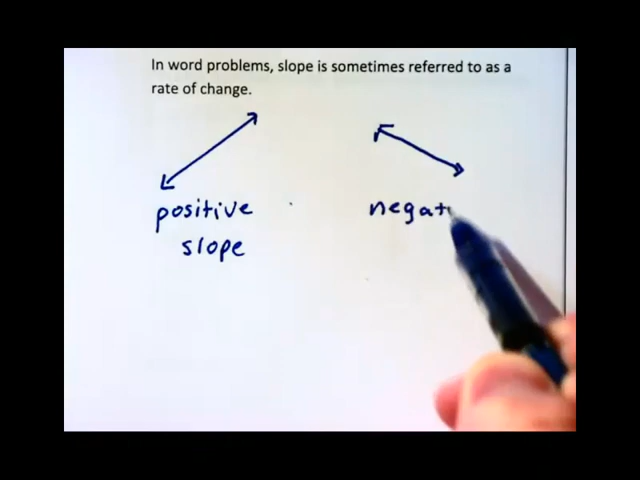 In word problems, slope is sometimes referred to as a
rate of change.
positive
slope
negat